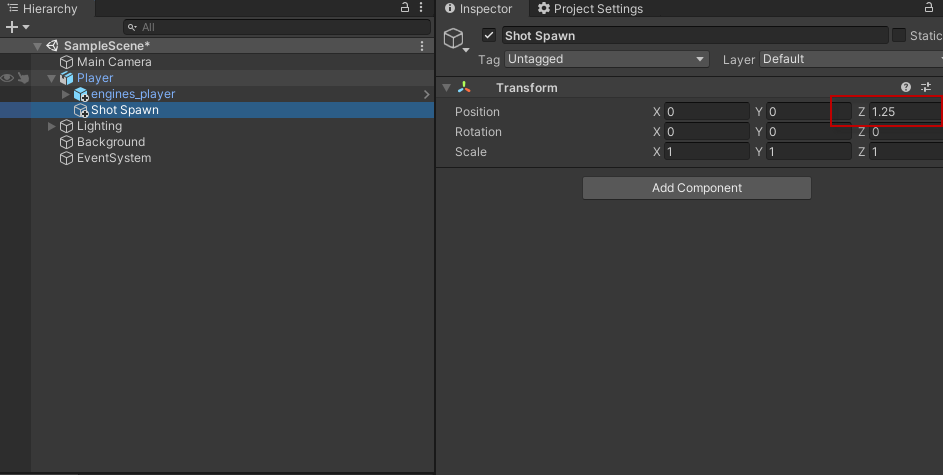 Hierarchy
All
SampleScene*
Main Camera
Player
engines_player
Shot Spawn
Lighting
Background
EventSystem
Inspector Project Settings
Shot Spawn Static
Tag Untagged Layer Default
Transform
Position X 0 Y 0 Z 1.25
Rotation X 0 Y 0 Z 0
Scale X 1 Y 1 Z 1
Add Component